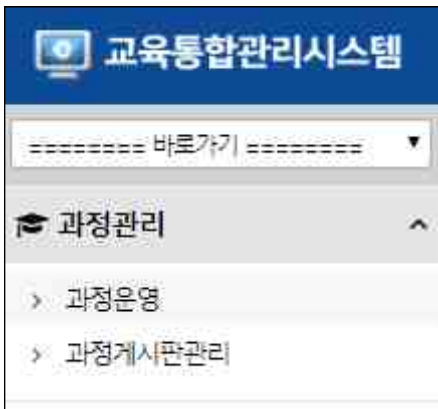 교육통합관리시스템
======== 바로가기 ========
과정관리
과정운영
과정게시판관리